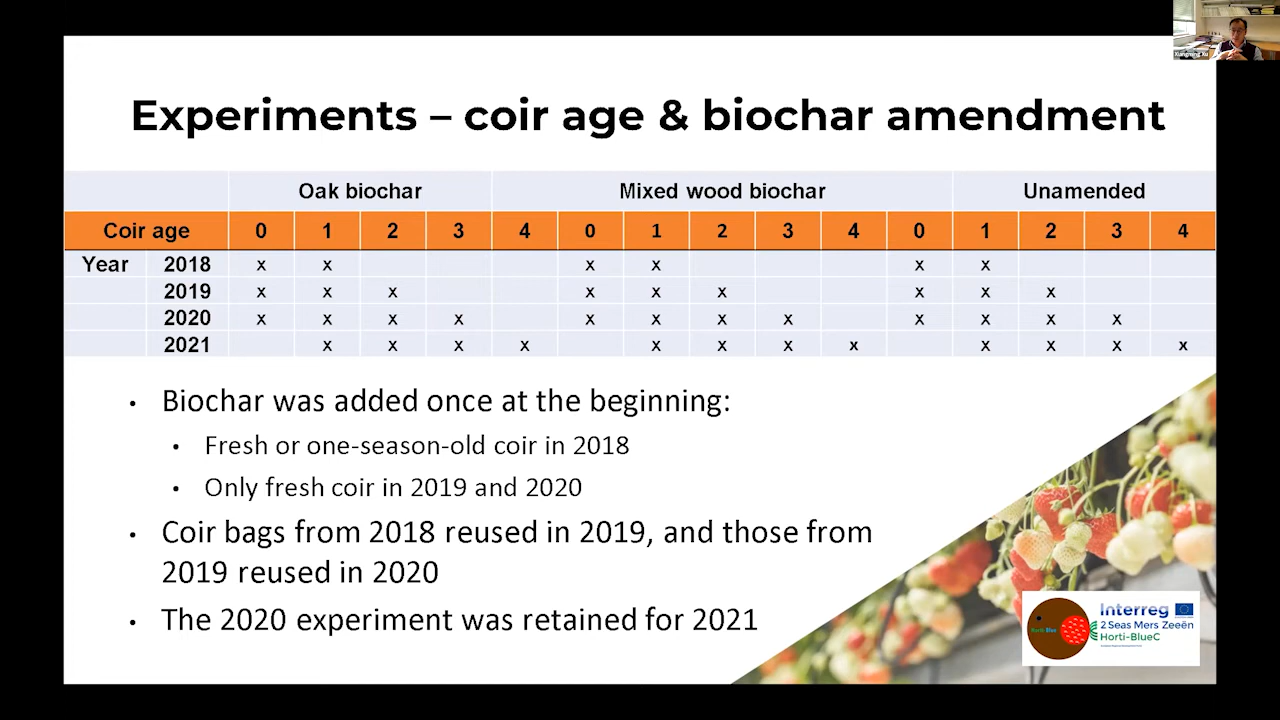 Xiangming Xu
Experiments – coir age & biochar amendment
Oak biochar Mixed wood biochar Unamended
Coir age 0 1 2 3 4 0 1 2 3 4 0 1 2 3 4
Year 2018 x x x x x x
2019 x x x x x x x x x
2020 x x x x x x x x x x x x
2021 x x x x x x x x x x x x
• Biochar was added once at the beginning:
• Fresh or one-season-old coir in 2018
• Only fresh coir in 2019 and 2020
• Coir bags from 2018 reused in 2019, and those from
2019 reused in 2020
• The 2020 experiment was retained for 2021
Horti-Blue
Interreg
2 Seas Mers Zeeën
Horti-BlueC